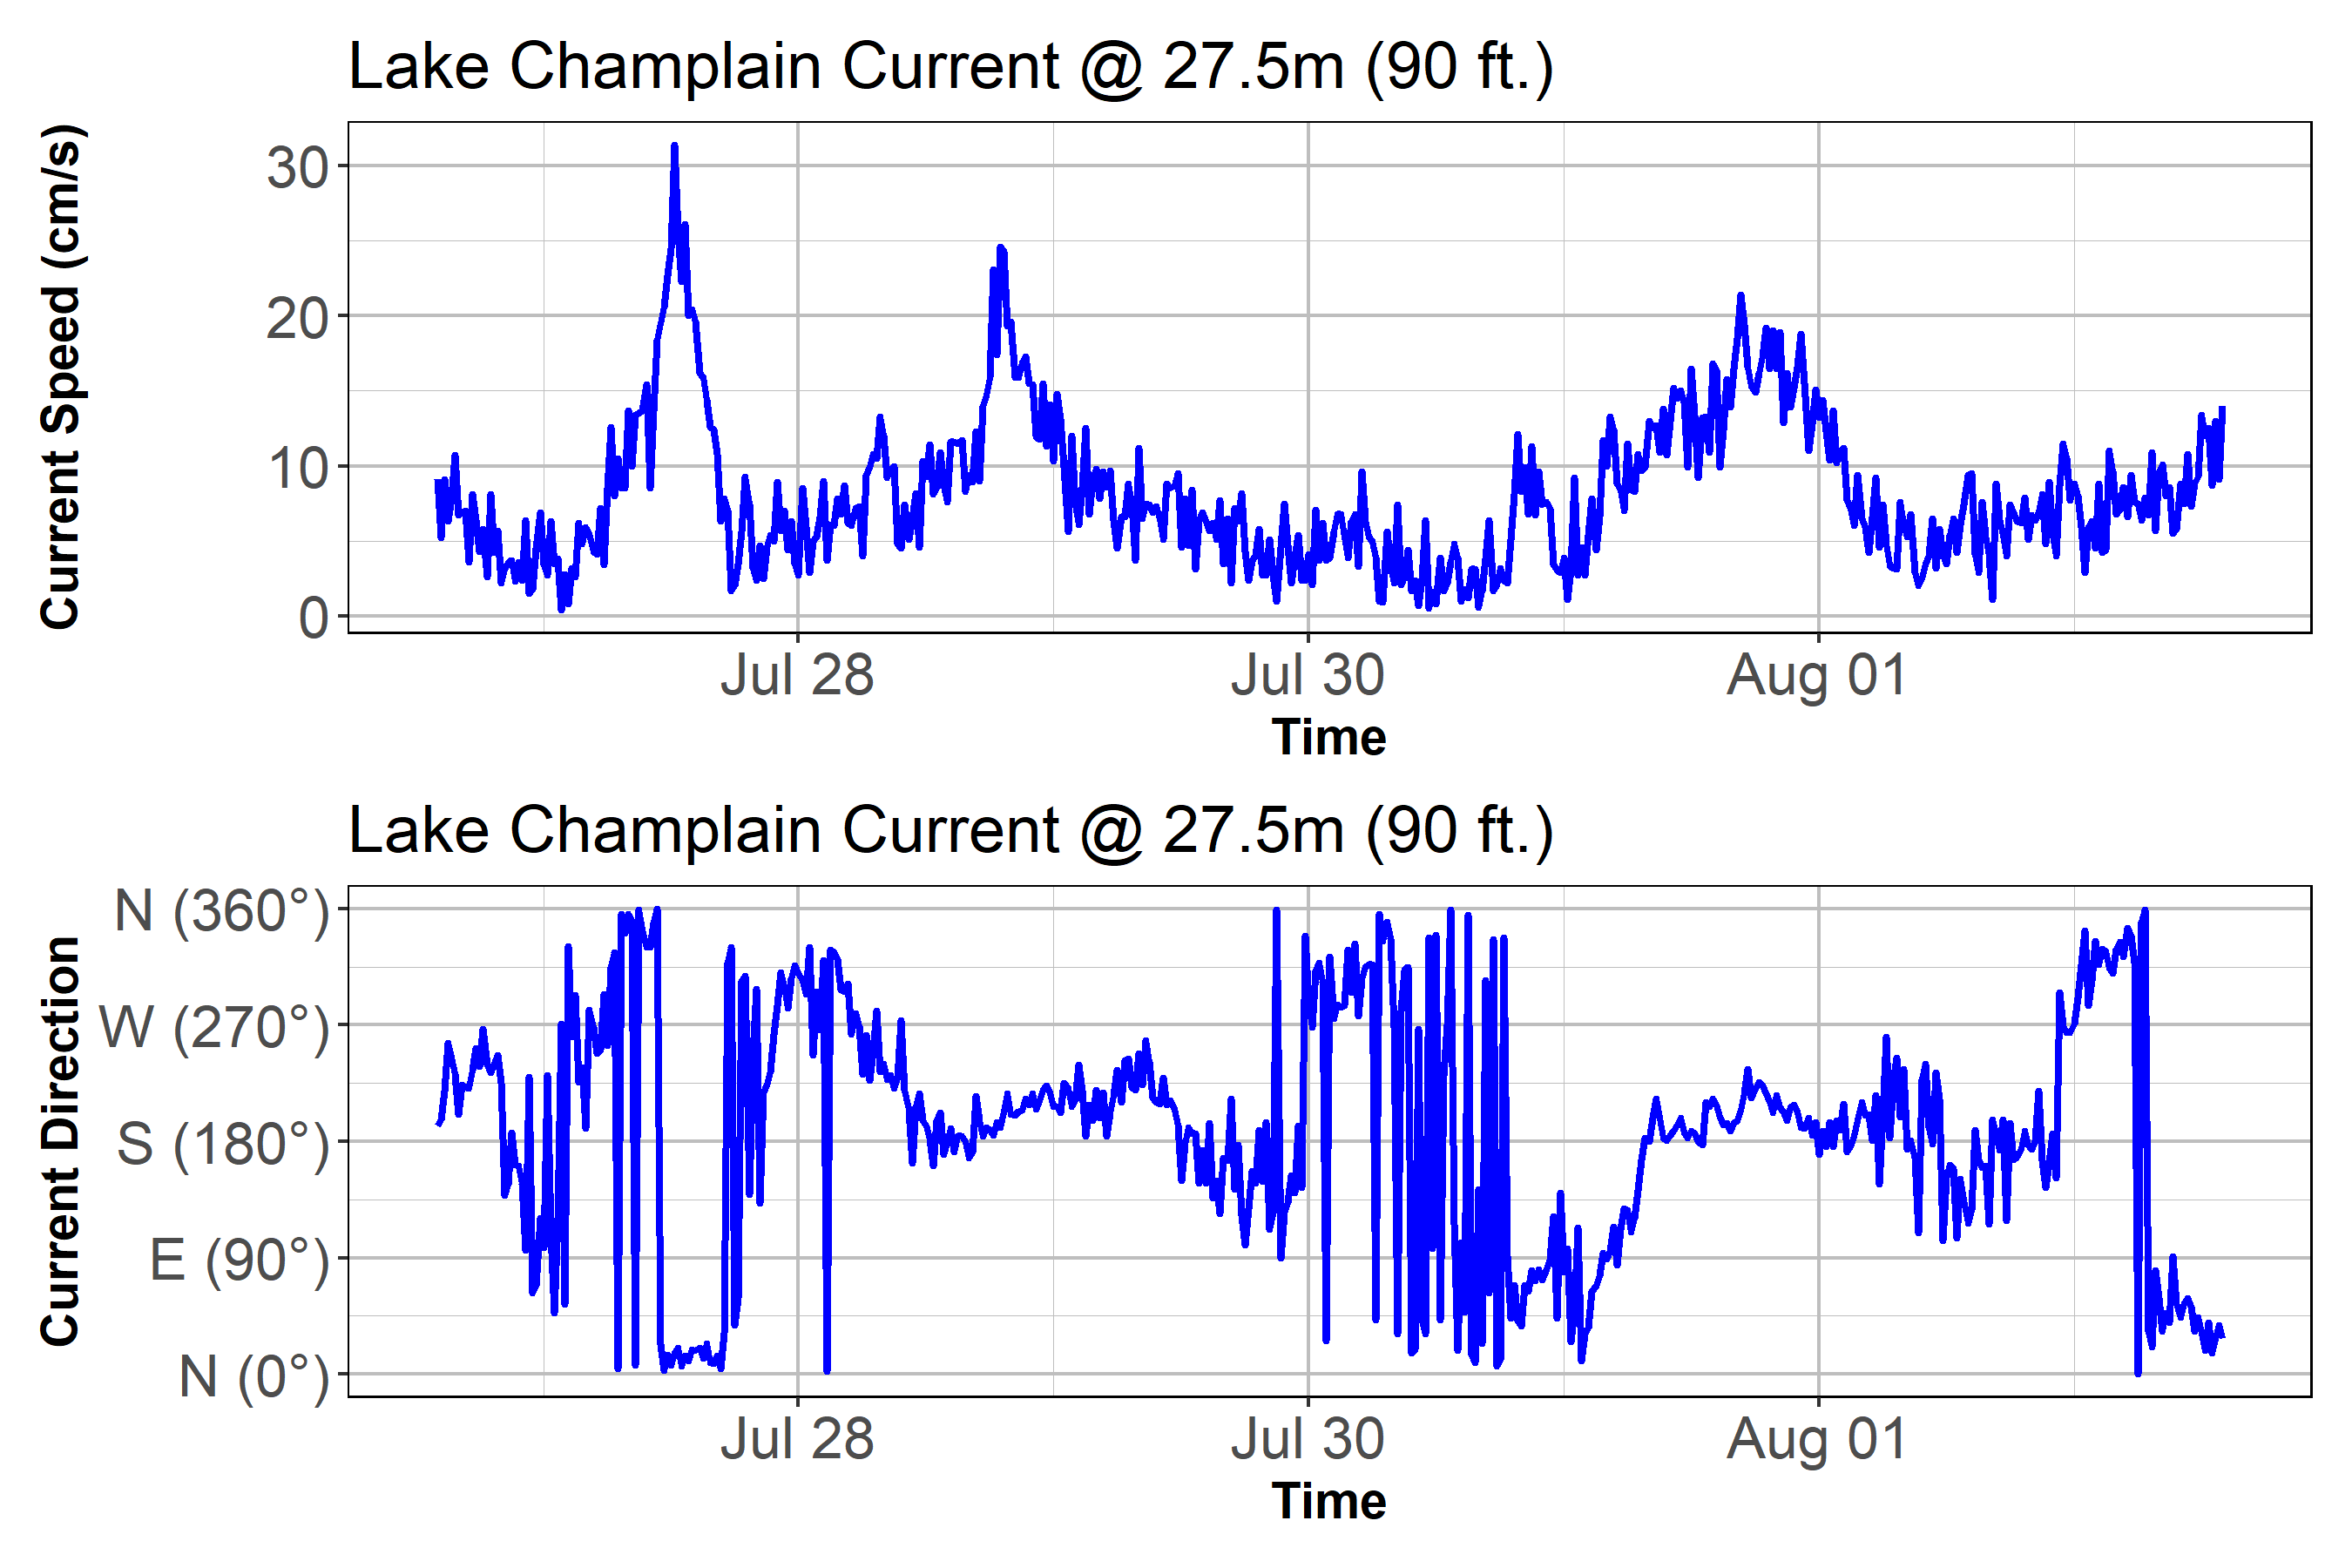 Lake Champlain Current @ 27.5m (90 ft.)
Current Speed (cm/s)
30
20
10
0
Jul 28 Jul 30 Aug 01
Time
Lake Champlain Current @ 27.5m (90 ft.)
Current Direction
N (360°)
W (270°)
S (180°)
E (90°)
N (0°)
Jul 28 Jul 30 Aug 01
Time